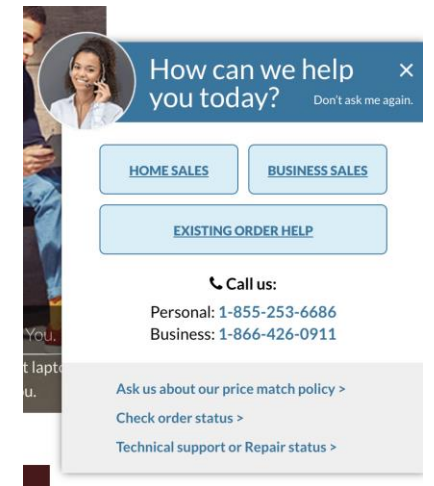 How can we help
you today?
Don't ask me again.
HOME SALES
BUSINESS SALES
EXISTING ORDER HELP
Call us:
Personal: 1-855-253-6686
Business: 1-866-426-0911
You.
t lapto
u.
Ask us about our price match policy >
Check order status >
Technical support or Repair status >